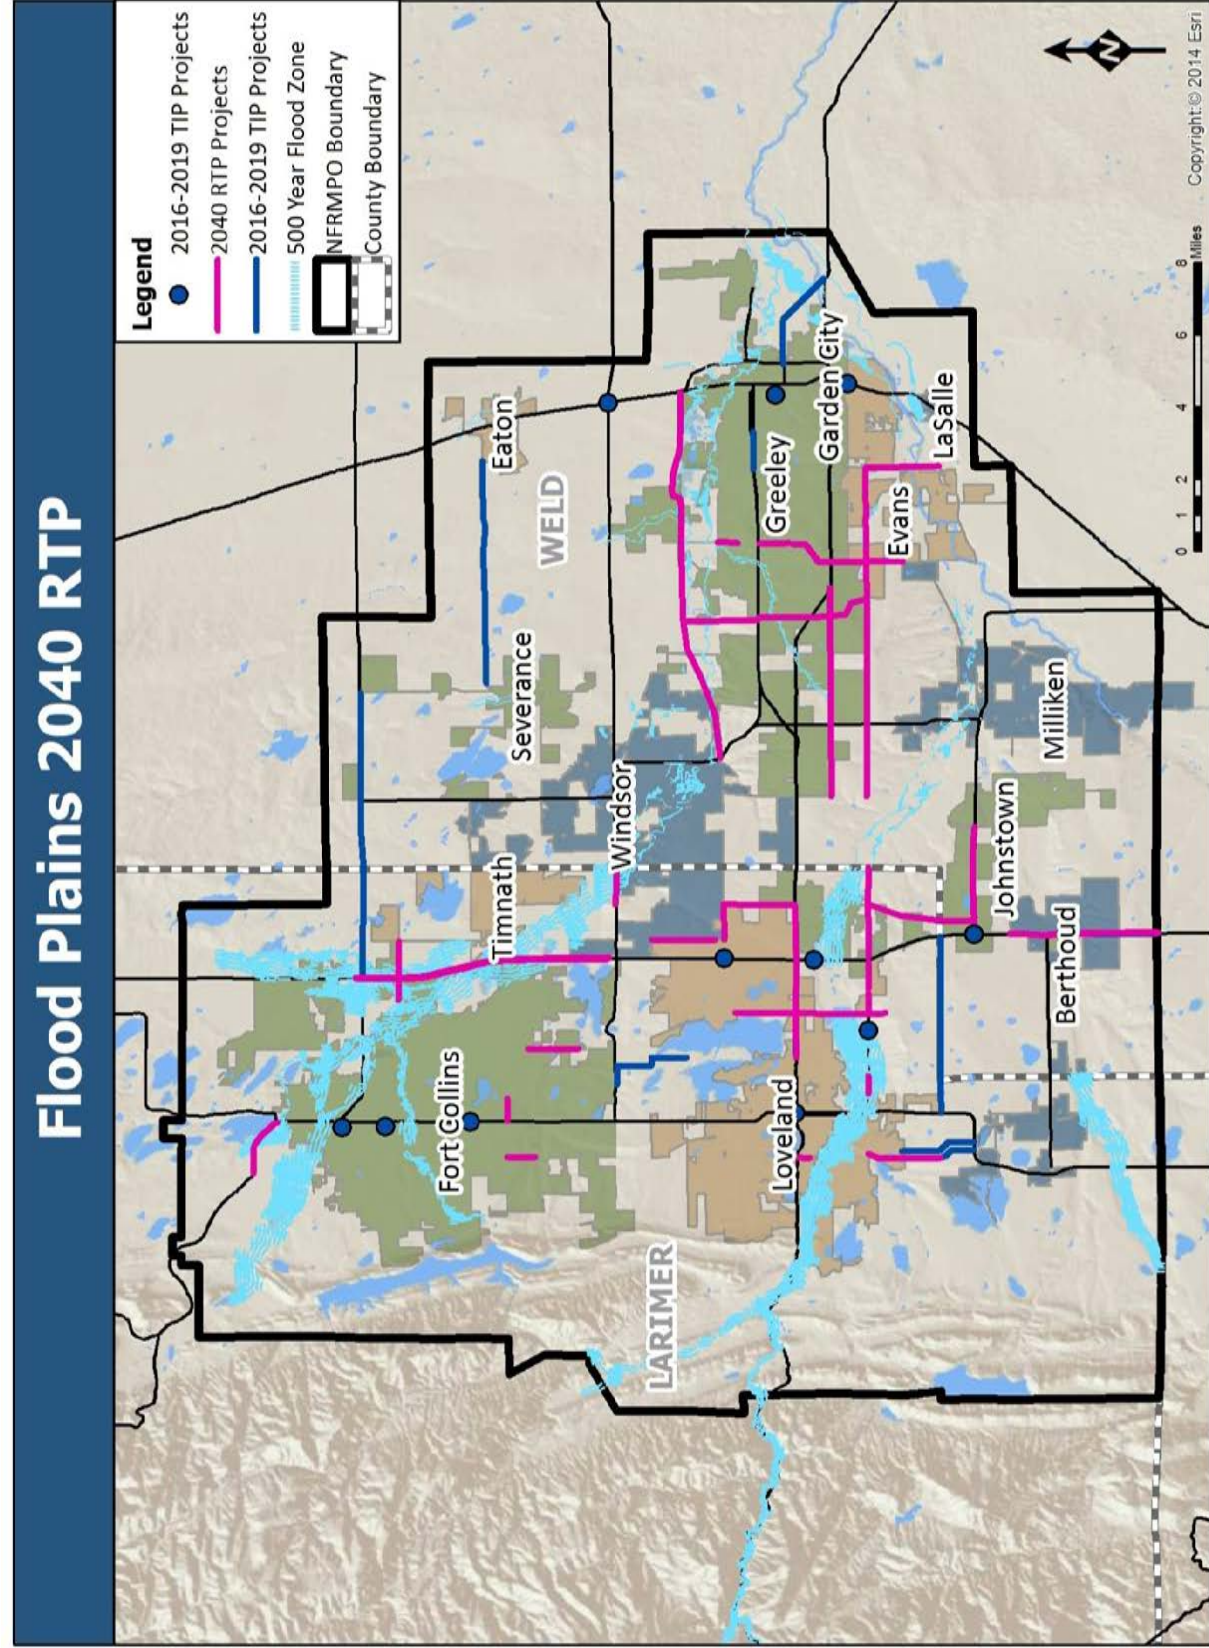 Flood Plains 2040 RTP
Legend
2016-2019 TIP Projects
2040 RTP Projects
2016-2019 TIP Projects
500 Year Flood Zone
NFRMPO Boundary
County Boundary
Eaton
WELD
Severance
Timnath
Fort Collins
Windsor
LARIMER
Greeley
Garden City
Loveland
Evans
LaSalle
Johnstown
Milliken
Berthoud
N
0 1 2 4 6 8
Miles
Copyright:© 2014 Esri